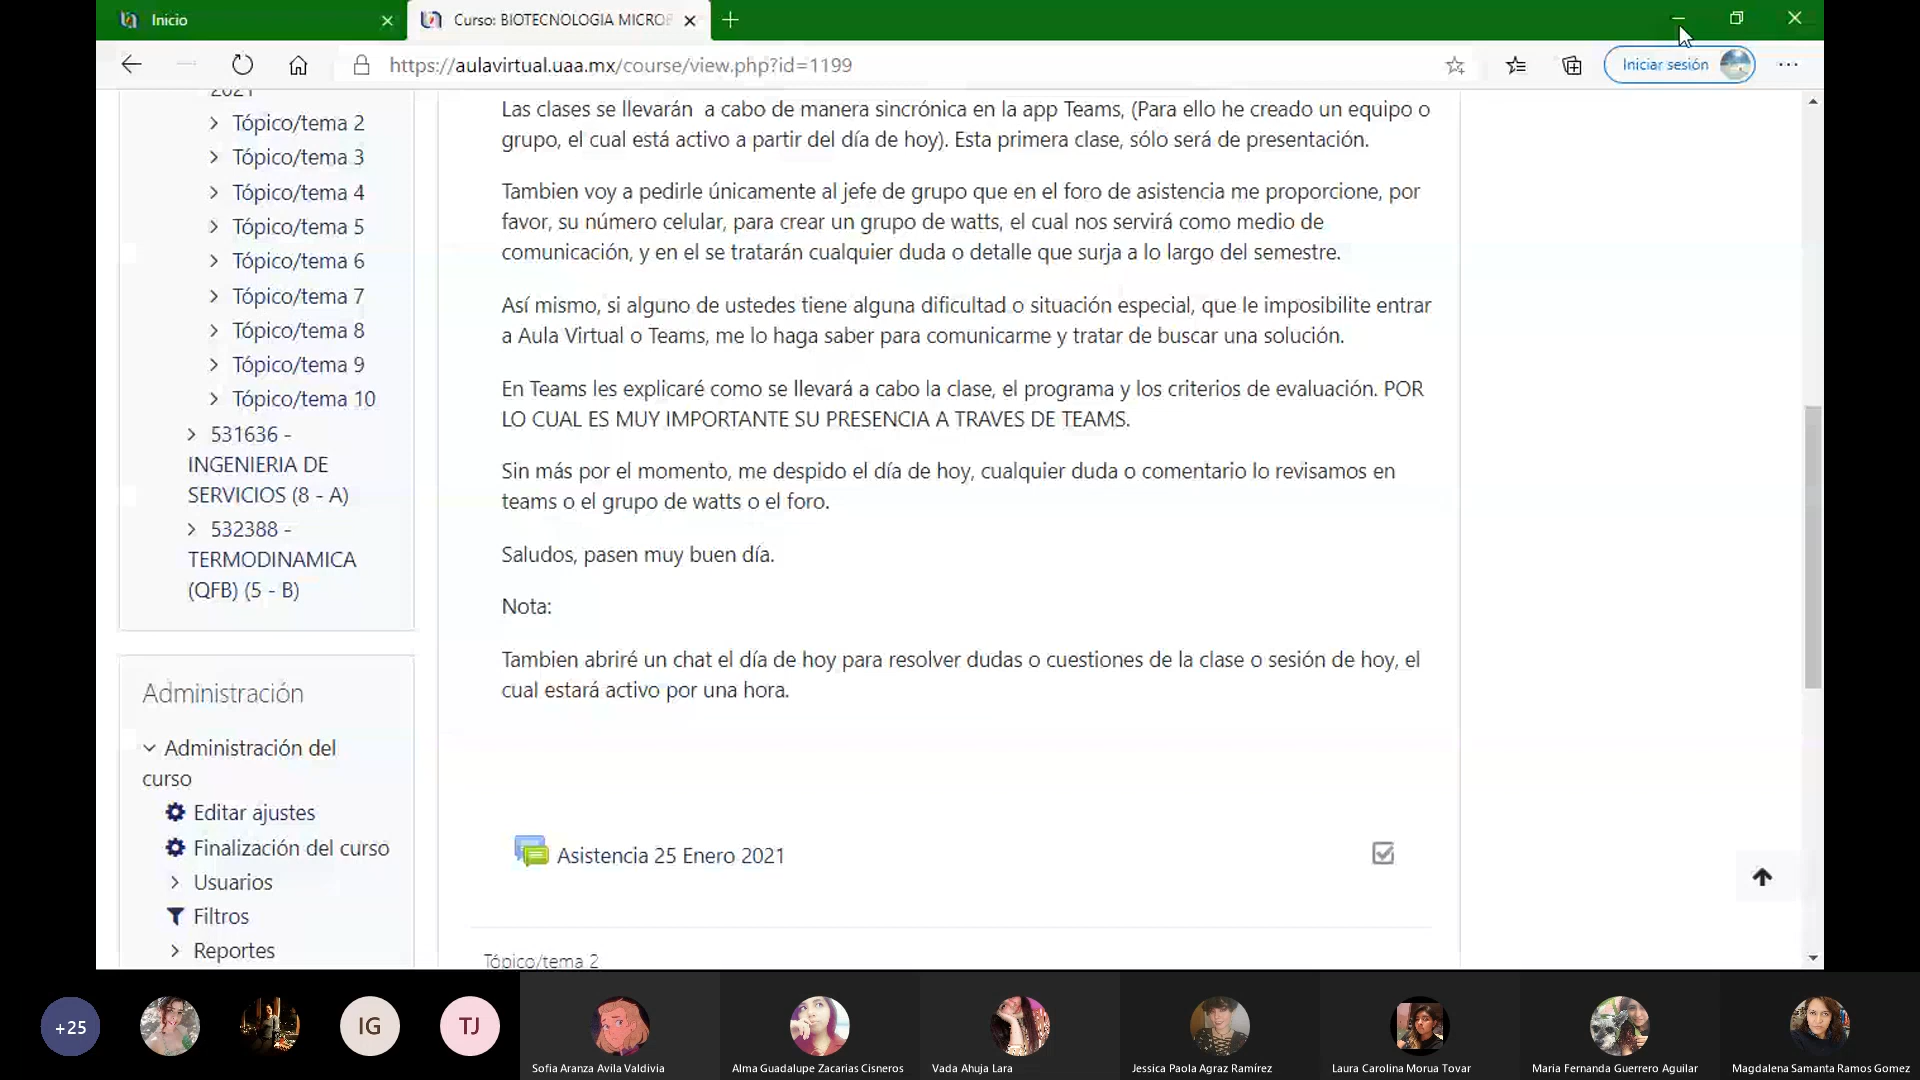 Inicio
Curso: BIOTECNOLOGIA MICROB
https://aulavirtual.uaa.mx/course/view.php?id=1199
Iniciar sesión
2021
Tópico/tema 2
Tópico/tema 3
Tópico/tema 4
Tópico/tema 5
Tópico/tema 6
Tópico/tema 7
Tópico/tema 8
Tópico/tema 9
Tópico/tema 10
531636 -
INGENIERIA DE
SERVICIOS (8 - A)
532388 -
TERMODINAMICA
(QFB) (5 - B)
Administración
Administración del
curso
Editar ajustes
Finalización del curso
Usuarios
Filtros
Reportes
Las clases se llevarán a cabo de manera sincrónica en la app Teams, (Para ello he creado un equipo o
grupo, el cual está activo a partir del día de hoy). Esta primera clase, sólo será de presentación.
Tambien voy a pedirle únicamente al jefe de grupo que en el foro de asistencia me proporcione, por
favor, su número celular, para crear un grupo de watts, el cual nos servirá como medio de
comunicación, y en el se tratarán cualquier duda o detalle que surja a lo largo del semestre.
Así mismo, si alguno de ustedes tiene alguna dificultad o situación especial, que le imposibilite entrar
a Aula Virtual o Teams, me lo haga saber para comunicarme y tratar de buscar una solución.
En Teams les explicaré como se llevará a cabo la clase, el programa y los criterios de evaluación. POR
LO CUAL ES MUY IMPORTANTE SU PRESENCIA A TRAVES DE TEAMS.
Sin más por el momento, me despido el día de hoy, cualquier duda o comentario lo revisamos en
teams o el grupo de watts o el foro.
Saludos, pasen muy buen día.
Nota:
Tambien abriré un chat el día de hoy para resolver dudas o cuestiones de la clase o sesión de hoy, el
cual estará activo por una hora.
Asistencia 25 Enero 2021
Tópico/tema 2
+25
IG
TJ
Sofia Aranza Avila Valdivia
Alma Guadalupe Zacarias Cisneros
Vada Ahuja Lara
Jessica Paola Agraz Ramírez
Laura Carolina Morua Tovar
Maria Fernanda Guerrero Aguilar
Magdalena Samanta Ramos Gomez